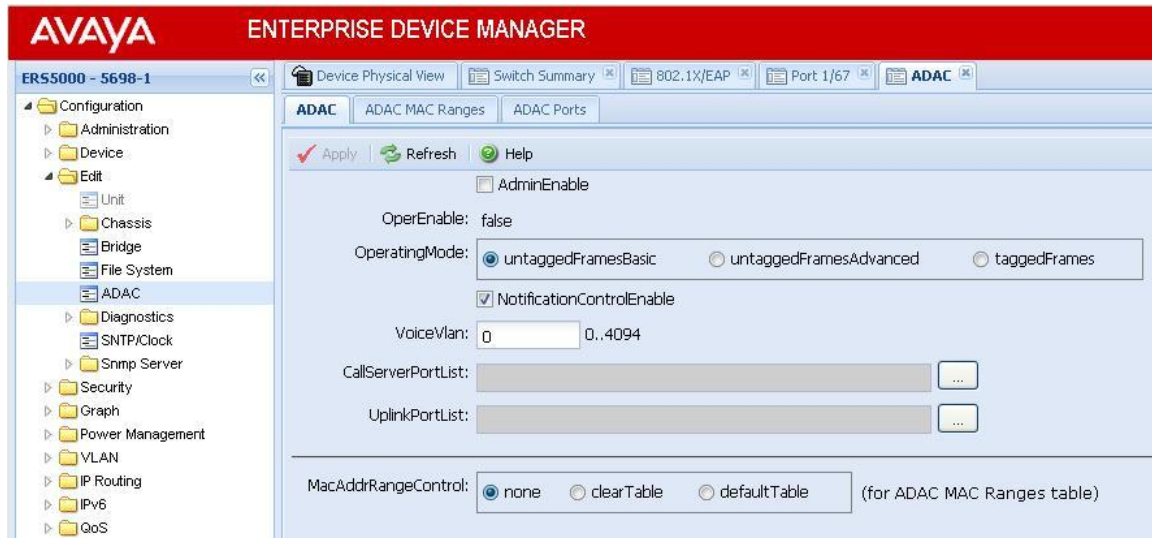 AVAYA ENTERPRISE DEVICE MANAGER
ERS5000 - 5698-1
Configuration
Administration
Device
Edit
Unit
Chassis
Bridge
File System
ADAC
Diagnostics
SNTP/Clock
Snmp Server
Security
Graph
Power Management
VLAN
IP Routing
IPv6
QoS
Device Physical View Switch Summary 802.1X/EAP Port 1/67 ADAC
ADAC ADAC MAC Ranges ADAC Ports
Apply Refresh Help
AdminEnable
OperEnable: false
OperatingMode: untaggedFramesBasic untaggedFramesAdvanced taggedFrames
NotificationControlEnable
VoiceVlan: 0 0..4094
CallServerPortList: ...
UplinkPortList: ...
MacAddrRangeControl: none clearTable defaultTable (for ADAC MAC Ranges table)